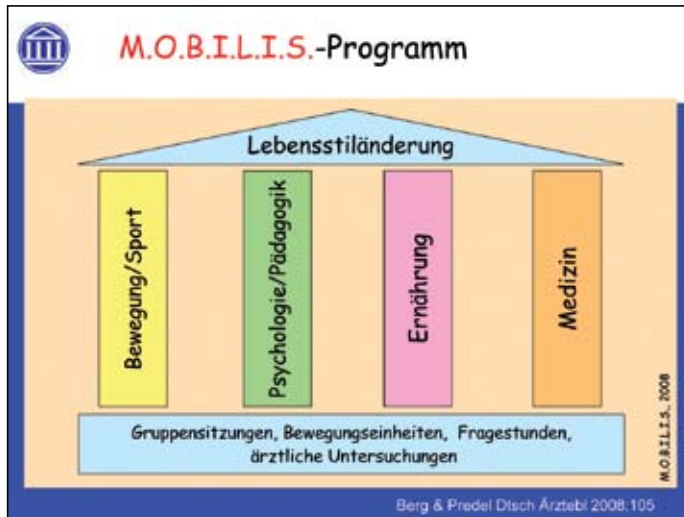 M.O.B.I.L.I.S.-Programm
Lebensstiländerung
Bewegung/Sport
Psychologie/Pädagogik
Ernährung
Medizin
Gruppensitzungen, Bewegungseinheiten, Fragestunden,
ärztliche Untersuchungen
M.O.B.I.L.I.S., 2008
Berg & Predel Dtsch Ärztebl 2008;105